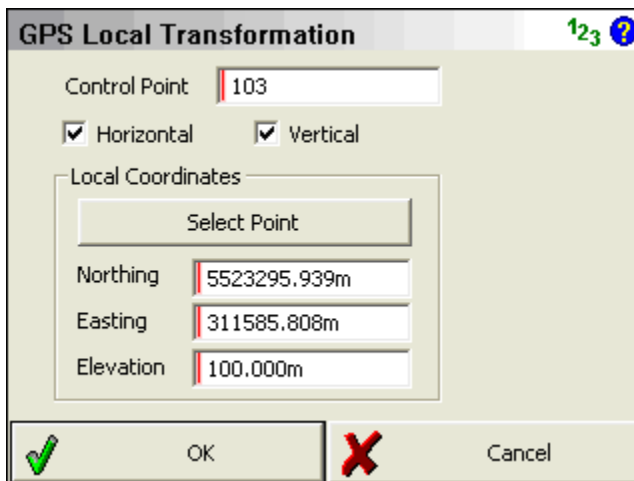 GPS Local Transformation 123 ?
Control Point 103
Horizontal Vertical
Local Coordinates
Select Point
Northing 5523295.939m
Easting 311585.808m
Elevation 100.000m
OK Cancel